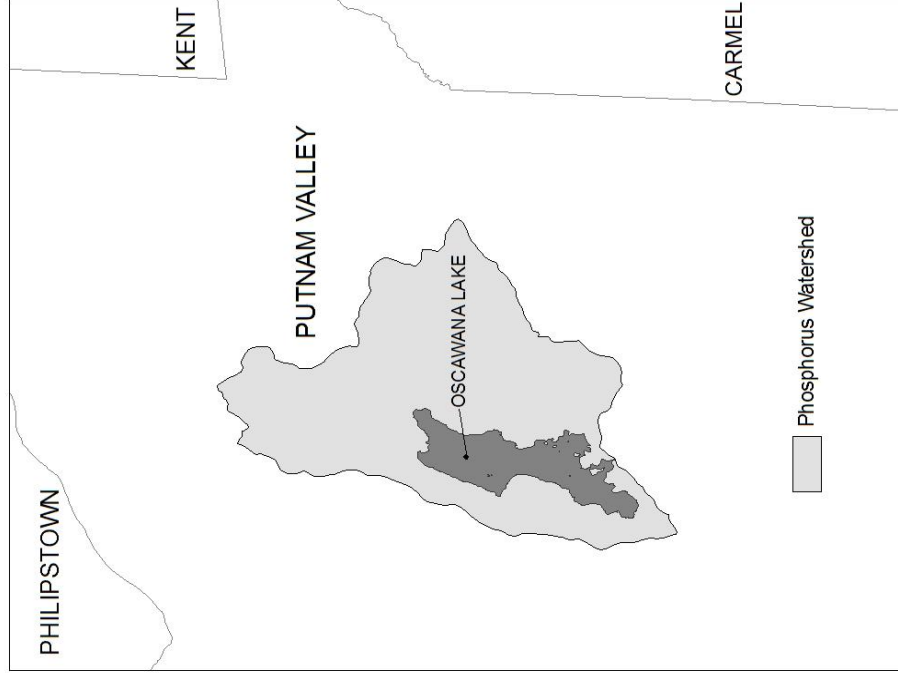 PHILIPSTOWN
KENT
PUTNAM VALLEY
OSCAWANA LAKE
CARMEL
Phosphorus Watershed